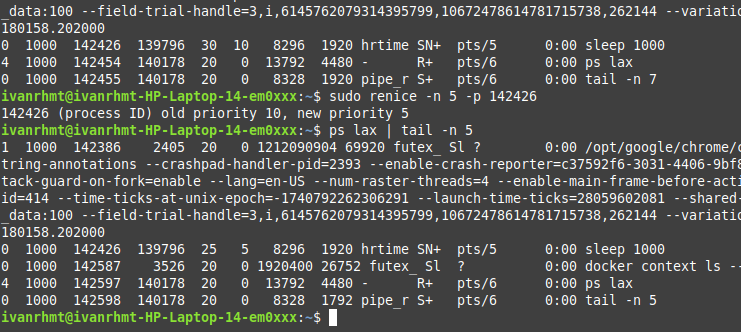 _data:100 --field-trial-handle=3,i,6145762079314395799,10672478614781715738,262144 --variatio
180158.202000
0  1000  142426  139796  30  10   8296  1920 hrtime SN+  pts/5      0:00 sleep 1000
4  1000  142454  140178  20   0  13792  4480 -      R+   pts/6      0:00 ps lax
0  1000  142455  140178  20   0   8328  1920 pipe_r S+   pts/6      0:00 tail -n 7
ivanrhmt@ivanrhmt-HP-Laptop-14-em0xxx:~$ sudo renice -n 5 -p 142426
142426 (process ID) old priority 10, new priority 5
ivanrhmt@ivanrhmt-HP-Laptop-14-em0xxx:~$ ps lax | tail -n 5
1  1000  142386    2405  20   0 1212090904 69920 futex_ Sl ?          0:00 /opt/google/chrome/c
tring-annotations --crashpad-handler-pid=2393 --enable-crash-reporter=c37592f6-3031-4406-9bf8
tack-guard-on-fork=enable --lang=en-US --num-raster-threads=4 --enable-main-frame-before-acti
id=414 --time-ticks-at-unix-epoch=-1740792262306291 --launch-time-ticks=28059602081 --shared-
_data:100 --field-trial-handle=3,i,6145762079314395799,10672478614781715738,262144 --variatio
180158.202000
0  1000  142426  139796  25   5   8296  1920 hrtime SN+  pts/5      0:00 sleep 1000
0  1000  142587    3526  20   0 1920400 26752 futex_ Sl  ?          0:00 docker context ls --
4  1000  142597  140178  20   0  13792  4480 -      R+   pts/6      0:00 ps lax
0  1000  142598  140178  20   0   8328  1792 pipe_r S+   pts/6      0:00 tail -n 5
ivanrhmt@ivanrhmt-HP-Laptop-14-em0xxx:~$